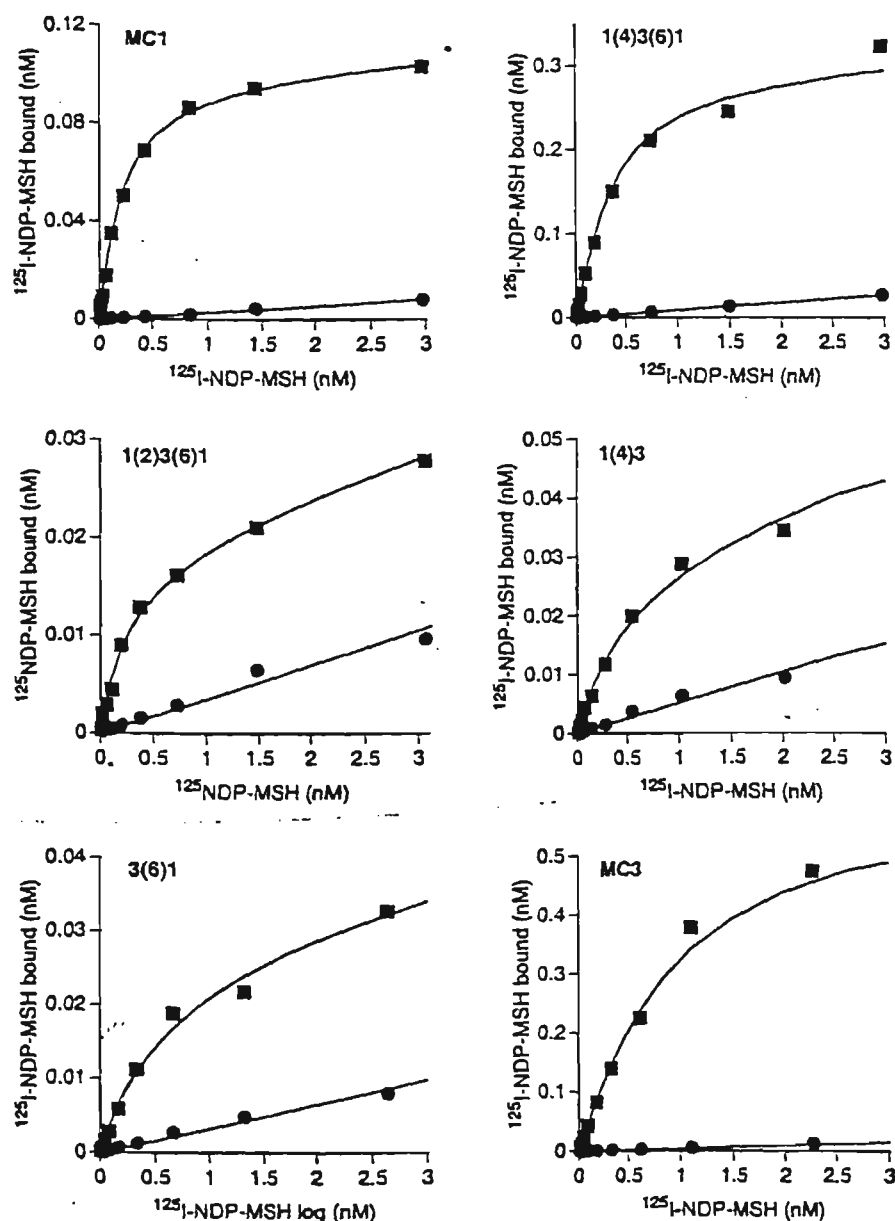 MC1
0.12
0.08
0.04
0
0 0.5 1 1.5 2 2.5 3
¹²⁵I-NDP-MSH bound (nM)
¹²⁵I-NDP-MSH (nM)
1(4)3(6)1
0.3
0.2
0.1
0
0 0.5 1 1.5 2 2.5 3
¹²⁵I-NDP-MSH bound (nM)
¹²⁵I-NDP-MSH (nM)
1(2)3(6)1
0.03
0.02
0.01
0
0 0.5 1 1.5 2 2.5 3
¹²⁵NDP-MSH bound (nM)
¹²⁵NDP-MSH (nM)
1(4)3
0.05
0.04
0.03
0.02
0.01
0
0 0.5 1 1.5 2 2.5 3
¹²⁵I-NDP-MSH bound (nM)
¹²⁵I-NDP-MSH (nM)
3(6)1
0.04
0.03
0.02
0.01
0
0 0.5 1 1.5 2 2.5 3
¹²⁵I-NDP-MSH bound (nM)
¹²⁵I-NDP-MSH log (nM)
MC3
0.5
0.4
0.3
0.2
0.1
0
0 0.5 1 1.5 2 2.5 3
¹²⁵I-NDP-MSH bound (nM)
¹²⁵I-NDP-MSH (nM)